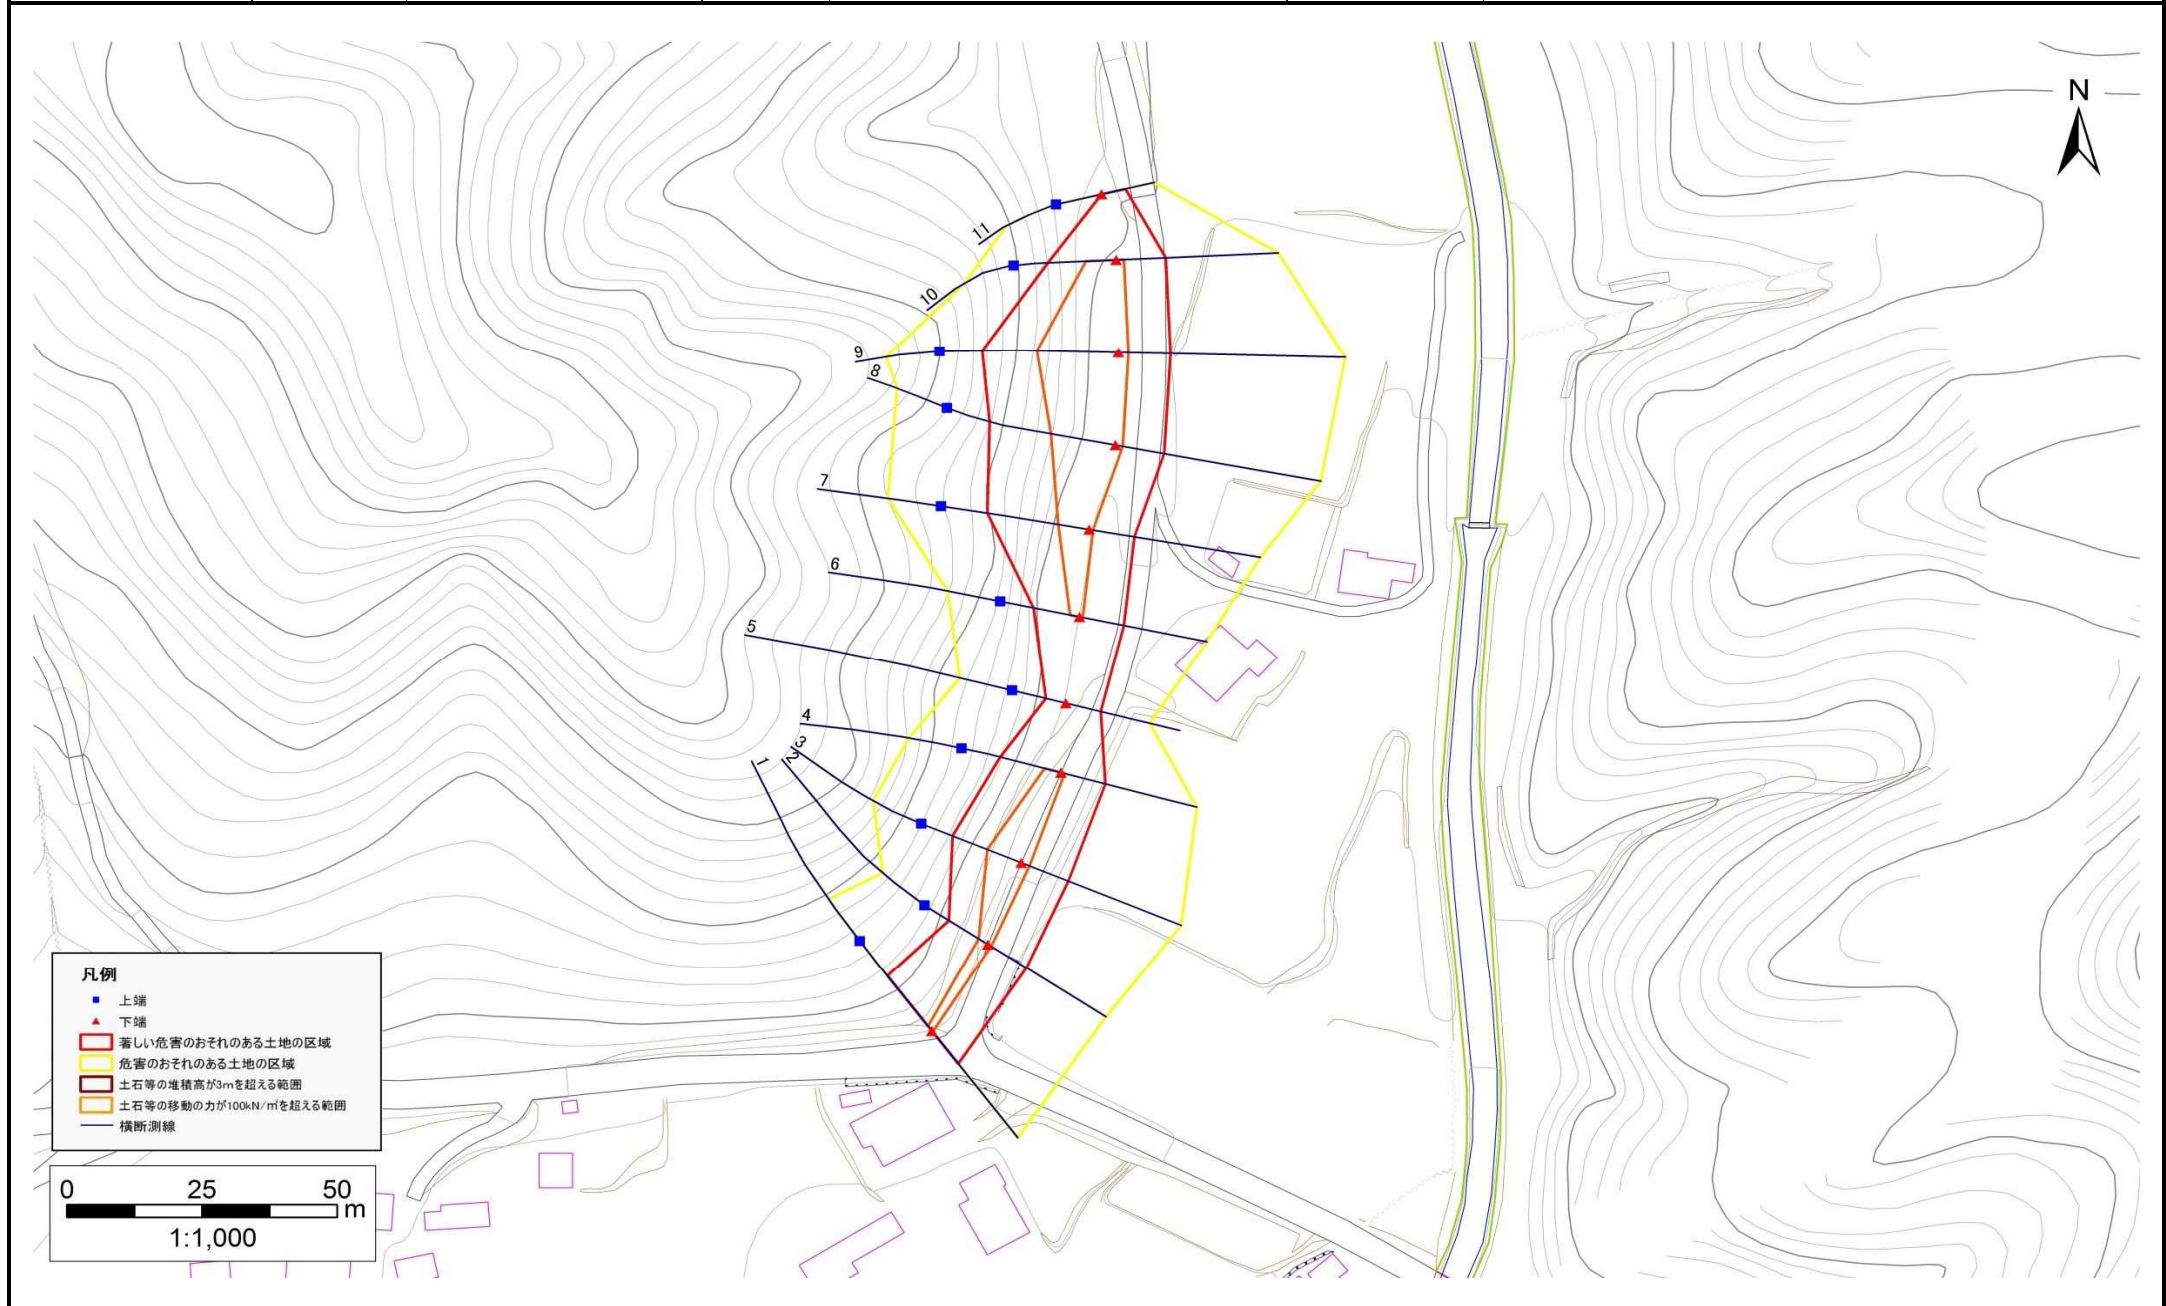 N
11
10
9
8
7
6
5
4
3
2
1
凡例
上端
下端
著しい危害のおそれのある土地の区域
危害のおそれのある土地の区域
土石等の堆積高が3mを超える範囲
土石等の移動の力が100kN/㎡を超える範囲
横断測線
0 25 50
m
1:1,000